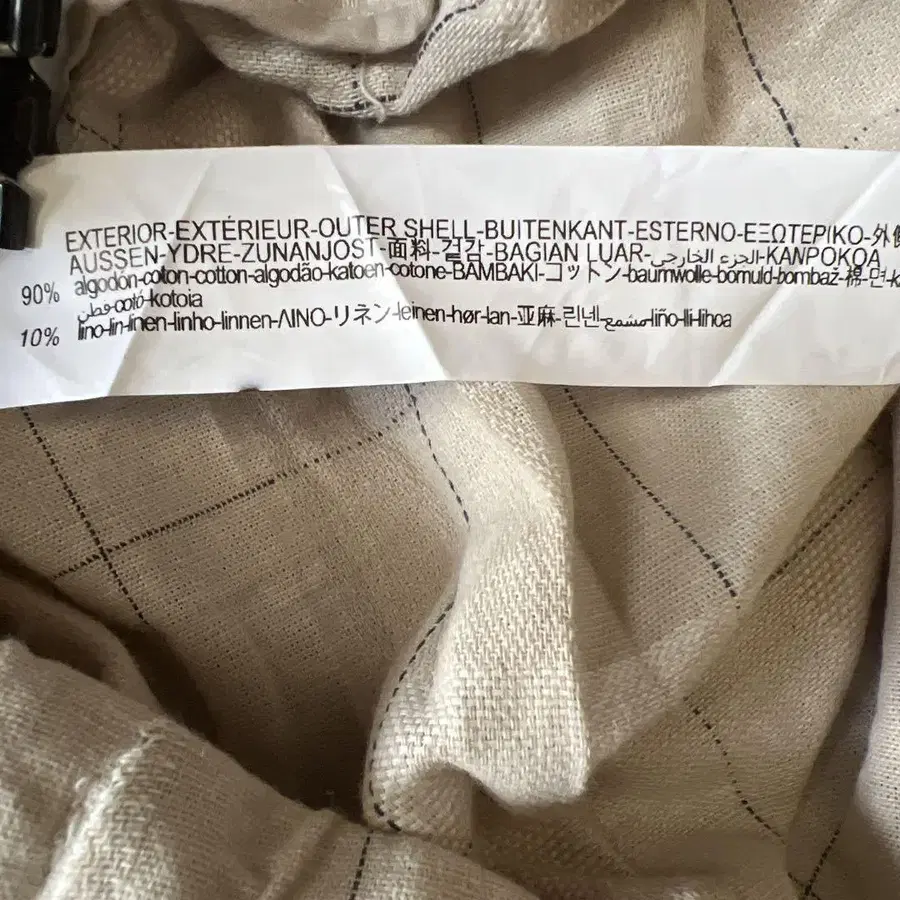 EXTERIOR-EXTÉRIEUR-OUTER SHELL-BUITENKANT-ESTERNO-ΕΞΩΤΕΡΙΚΟ-外
AUSSEN-YDRE-ZUNANJOST-面料-겉감-BAGIAN LUAR-الجزء الخارجي-KANPOKOA
90% algodón-coton-cotton-algodão-katoen-cotone-BAMBAKI-コットン-baumwolle-bomuld-bombaž-棉-면-
قطن-cotó-kotoia
10% lino-lin-linen-linho-linnen-ΛΙΝΟ-リネン-leinen-hør-lan-亚麻-린넨-مشمع-liño-lli-lihoa